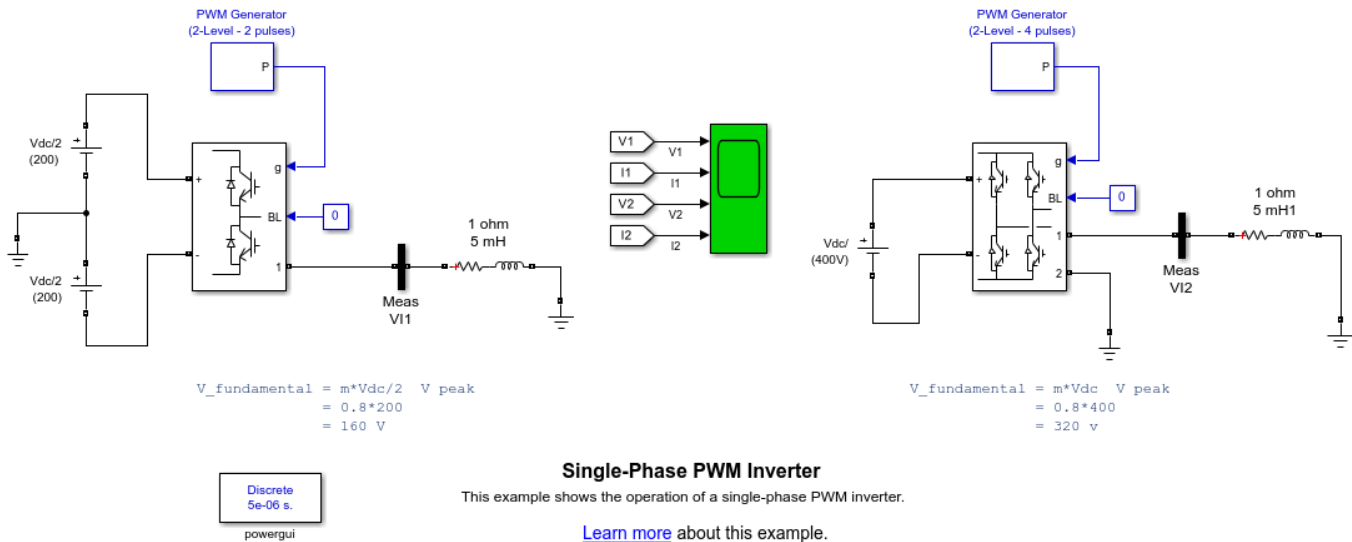 PWM Generator
(2-Level - 2 pulses)
P
Vdc/2
(200)
+
Vdc/2
(200)
+
+
-
g
BL
1
0
Meas
VI1
1 ohm
5 mH
V_fundamental = m*Vdc/2 V peak
= 0.8*200
= 160 V
V1
V1
I1
I1
V2
V2
I2
I2
PWM Generator
(2-Level - 4 pulses)
P
Vdc/
(400V)
+
+
-
g
BL
1
2
0
Meas
VI2
1 ohm
5 mH1
V_fundamental = m*Vdc V peak
= 0.8*400
= 320 v
Discrete
5e-06 s.
powergui
Single-Phase PWM Inverter
This example shows the operation of a single-phase PWM inverter.
Learn more about this example.